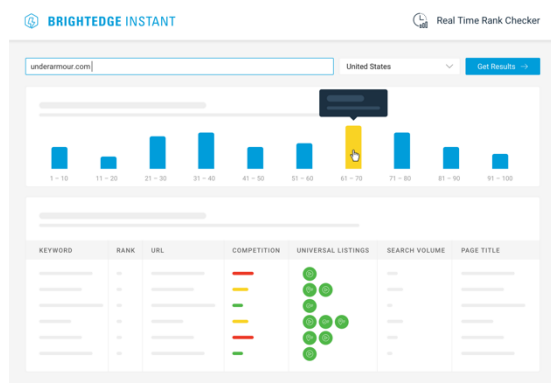 BRIGHTEDGE INSTANT
Real Time Rank Checker
underarmour.com
United States
Get Results →
1 – 10 11 – 20 21 – 30 31 – 40 41 – 50 51 – 60 61 – 70 71 – 80 81 – 90 91 – 100
KEYWORD RANK URL COMPETITION UNIVERSAL LISTINGS SEARCH VOLUME PAGE TITLE